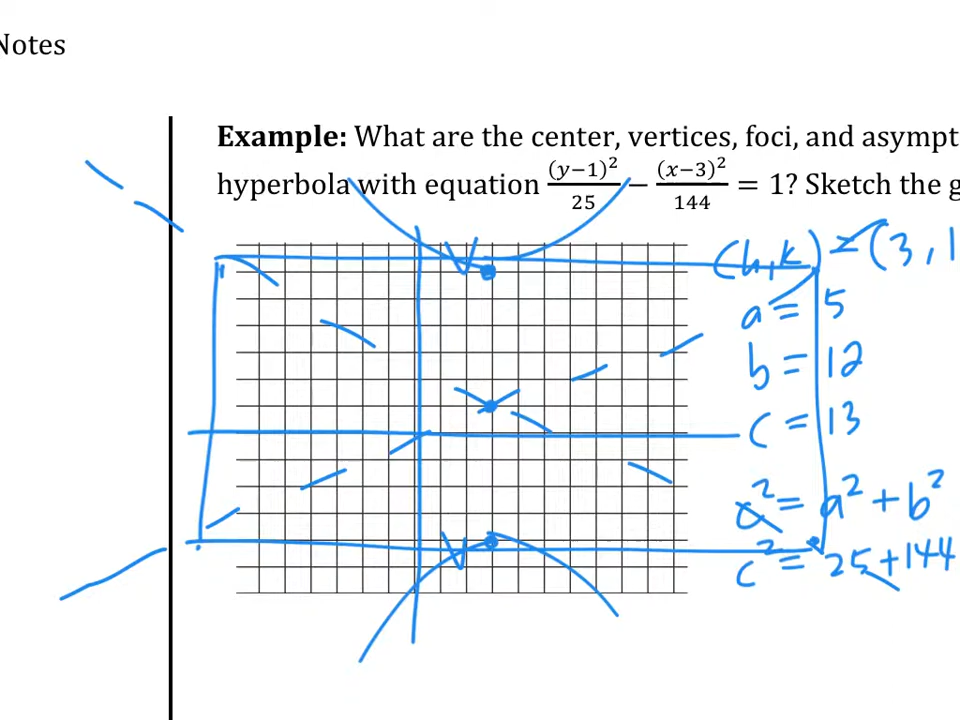 Notes
Example: What are the center, vertices, foci, and asympt
hyperbola with equation (y−1)²/25 − (x−3)²/144 = 1? Sketch the g
V
(h,k) = (3,1
a = 5
b = 12
c = 13
c² = a² + b²
V
c² = 25+144